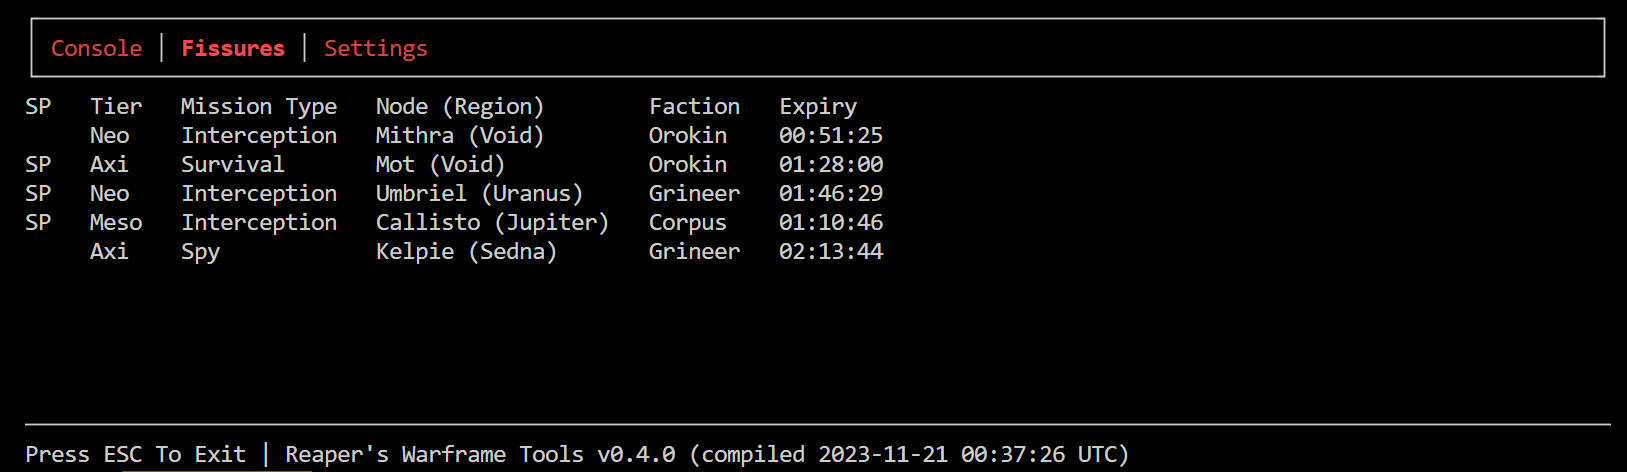 Console │ Fissures │ Settings
SP   Tier   Mission Type   Node (Region)        Faction   Expiry
     Neo    Interception   Mithra (Void)        Orokin    00:51:25
SP   Axi    Survival       Mot (Void)           Orokin    01:28:00
SP   Neo    Interception   Umbriel (Uranus)     Grineer   01:46:29
SP   Meso   Interception   Callisto (Jupiter)   Corpus    01:10:46
     Axi    Spy            Kelpie (Sedna)       Grineer   02:13:44
Press ESC To Exit | Reaper's Warframe Tools v0.4.0 (compiled 2023-11-21 00:37:26 UTC)